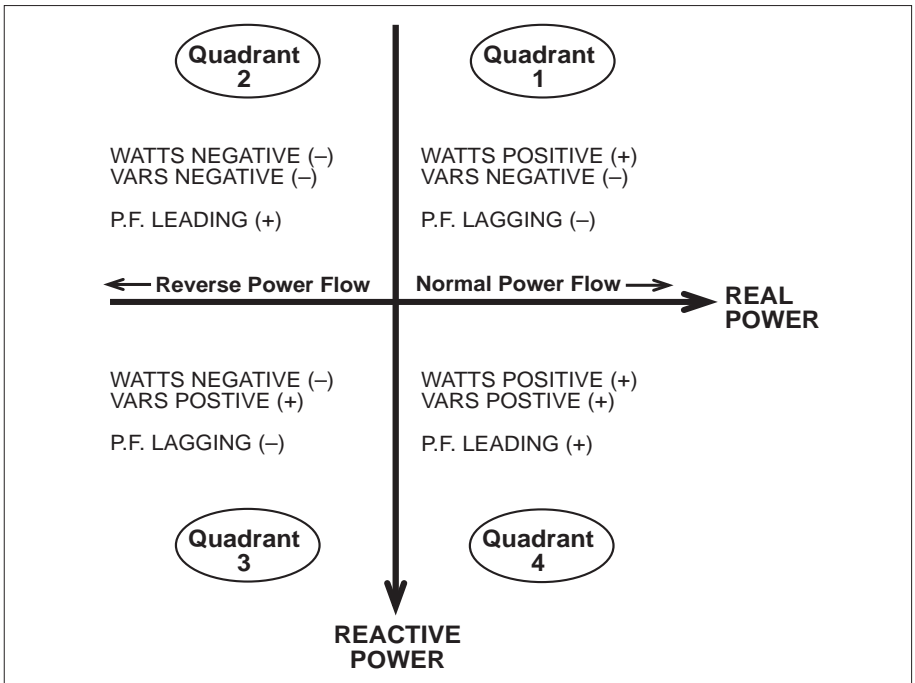 Quadrant
2
Quadrant
1
WATTS NEGATIVE (–)
VARS NEGATIVE (–)
P.F. LEADING (+)
WATTS POSITIVE (+)
VARS NEGATIVE (–)
P.F. LAGGING (–)
Reverse Power Flow
Normal Power Flow
REAL
POWER
WATTS NEGATIVE (–)
VARS POSTIVE (+)
P.F. LAGGING (–)
WATTS POSITIVE (+)
VARS POSTIVE (+)
P.F. LEADING (+)
Quadrant
3
Quadrant
4
REACTIVE
POWER